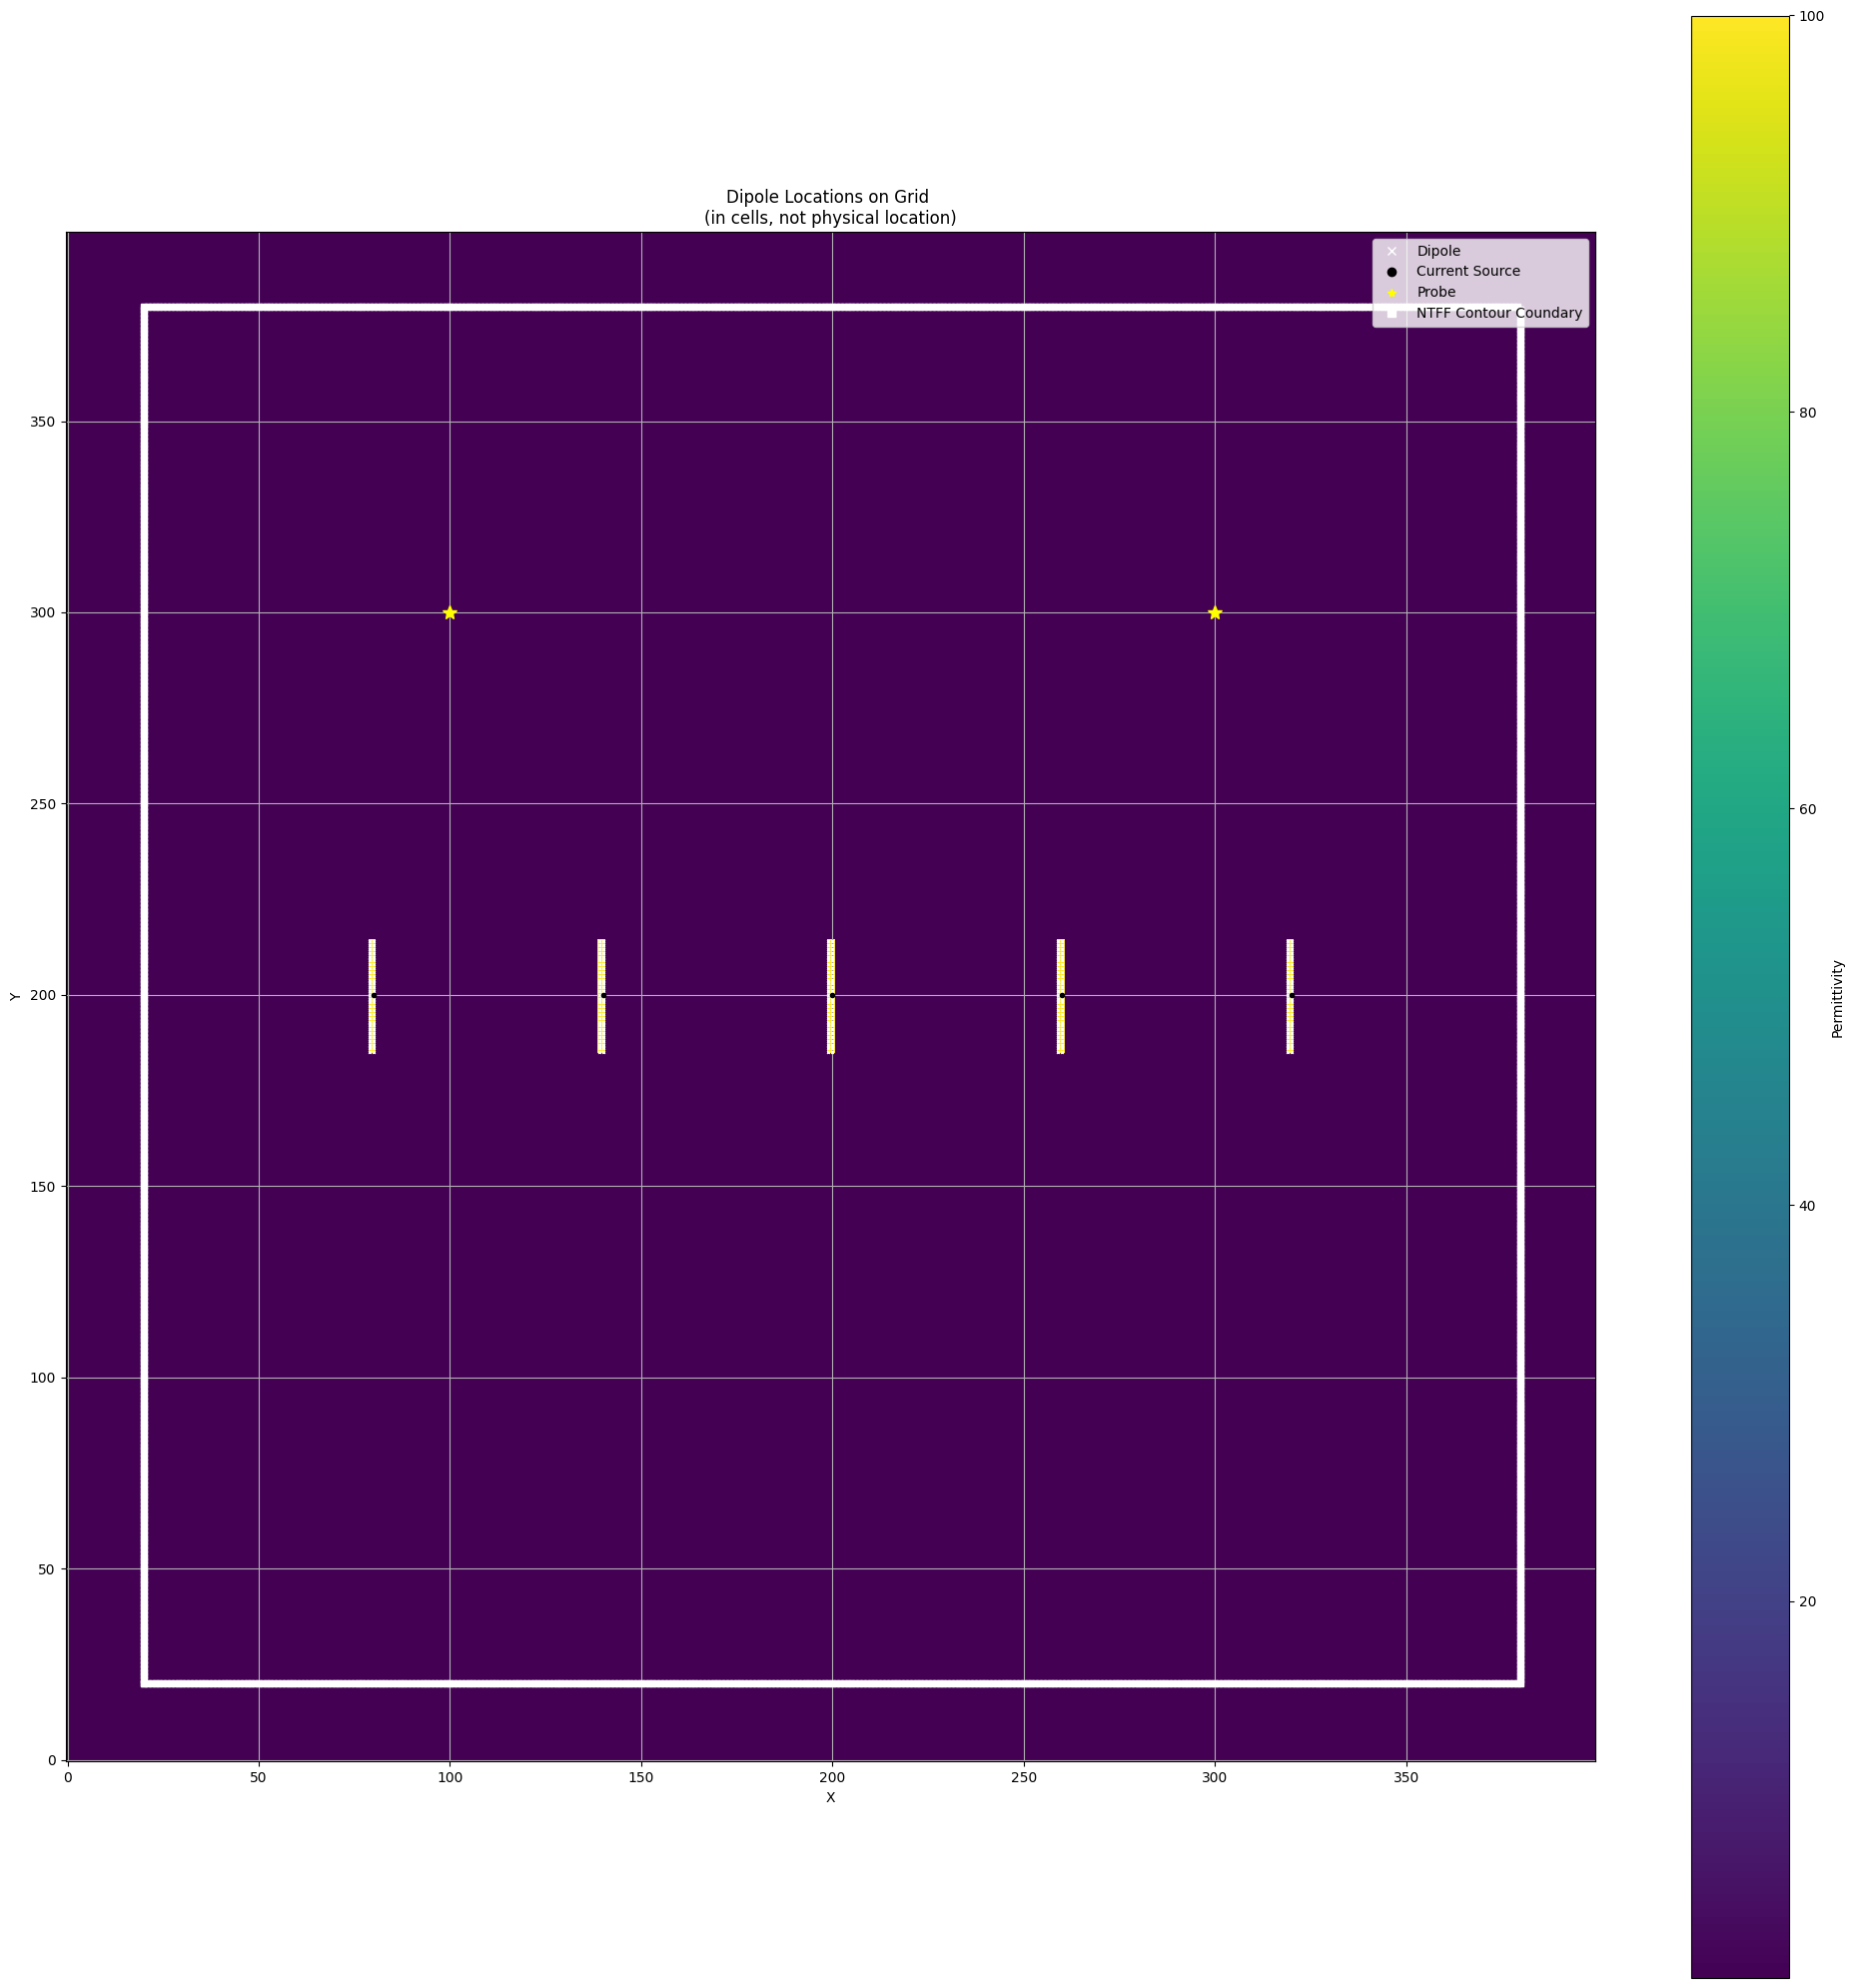 Dipole Locations on Grid
(in cells, not physical location)
Dipole
Current Source
Probe
NTFF Contour Coundary
350
300
250
200
150
100
50
0
Y
0 50 100 150 200 250 300 350
X
100
80
60
40
20
Permittivity